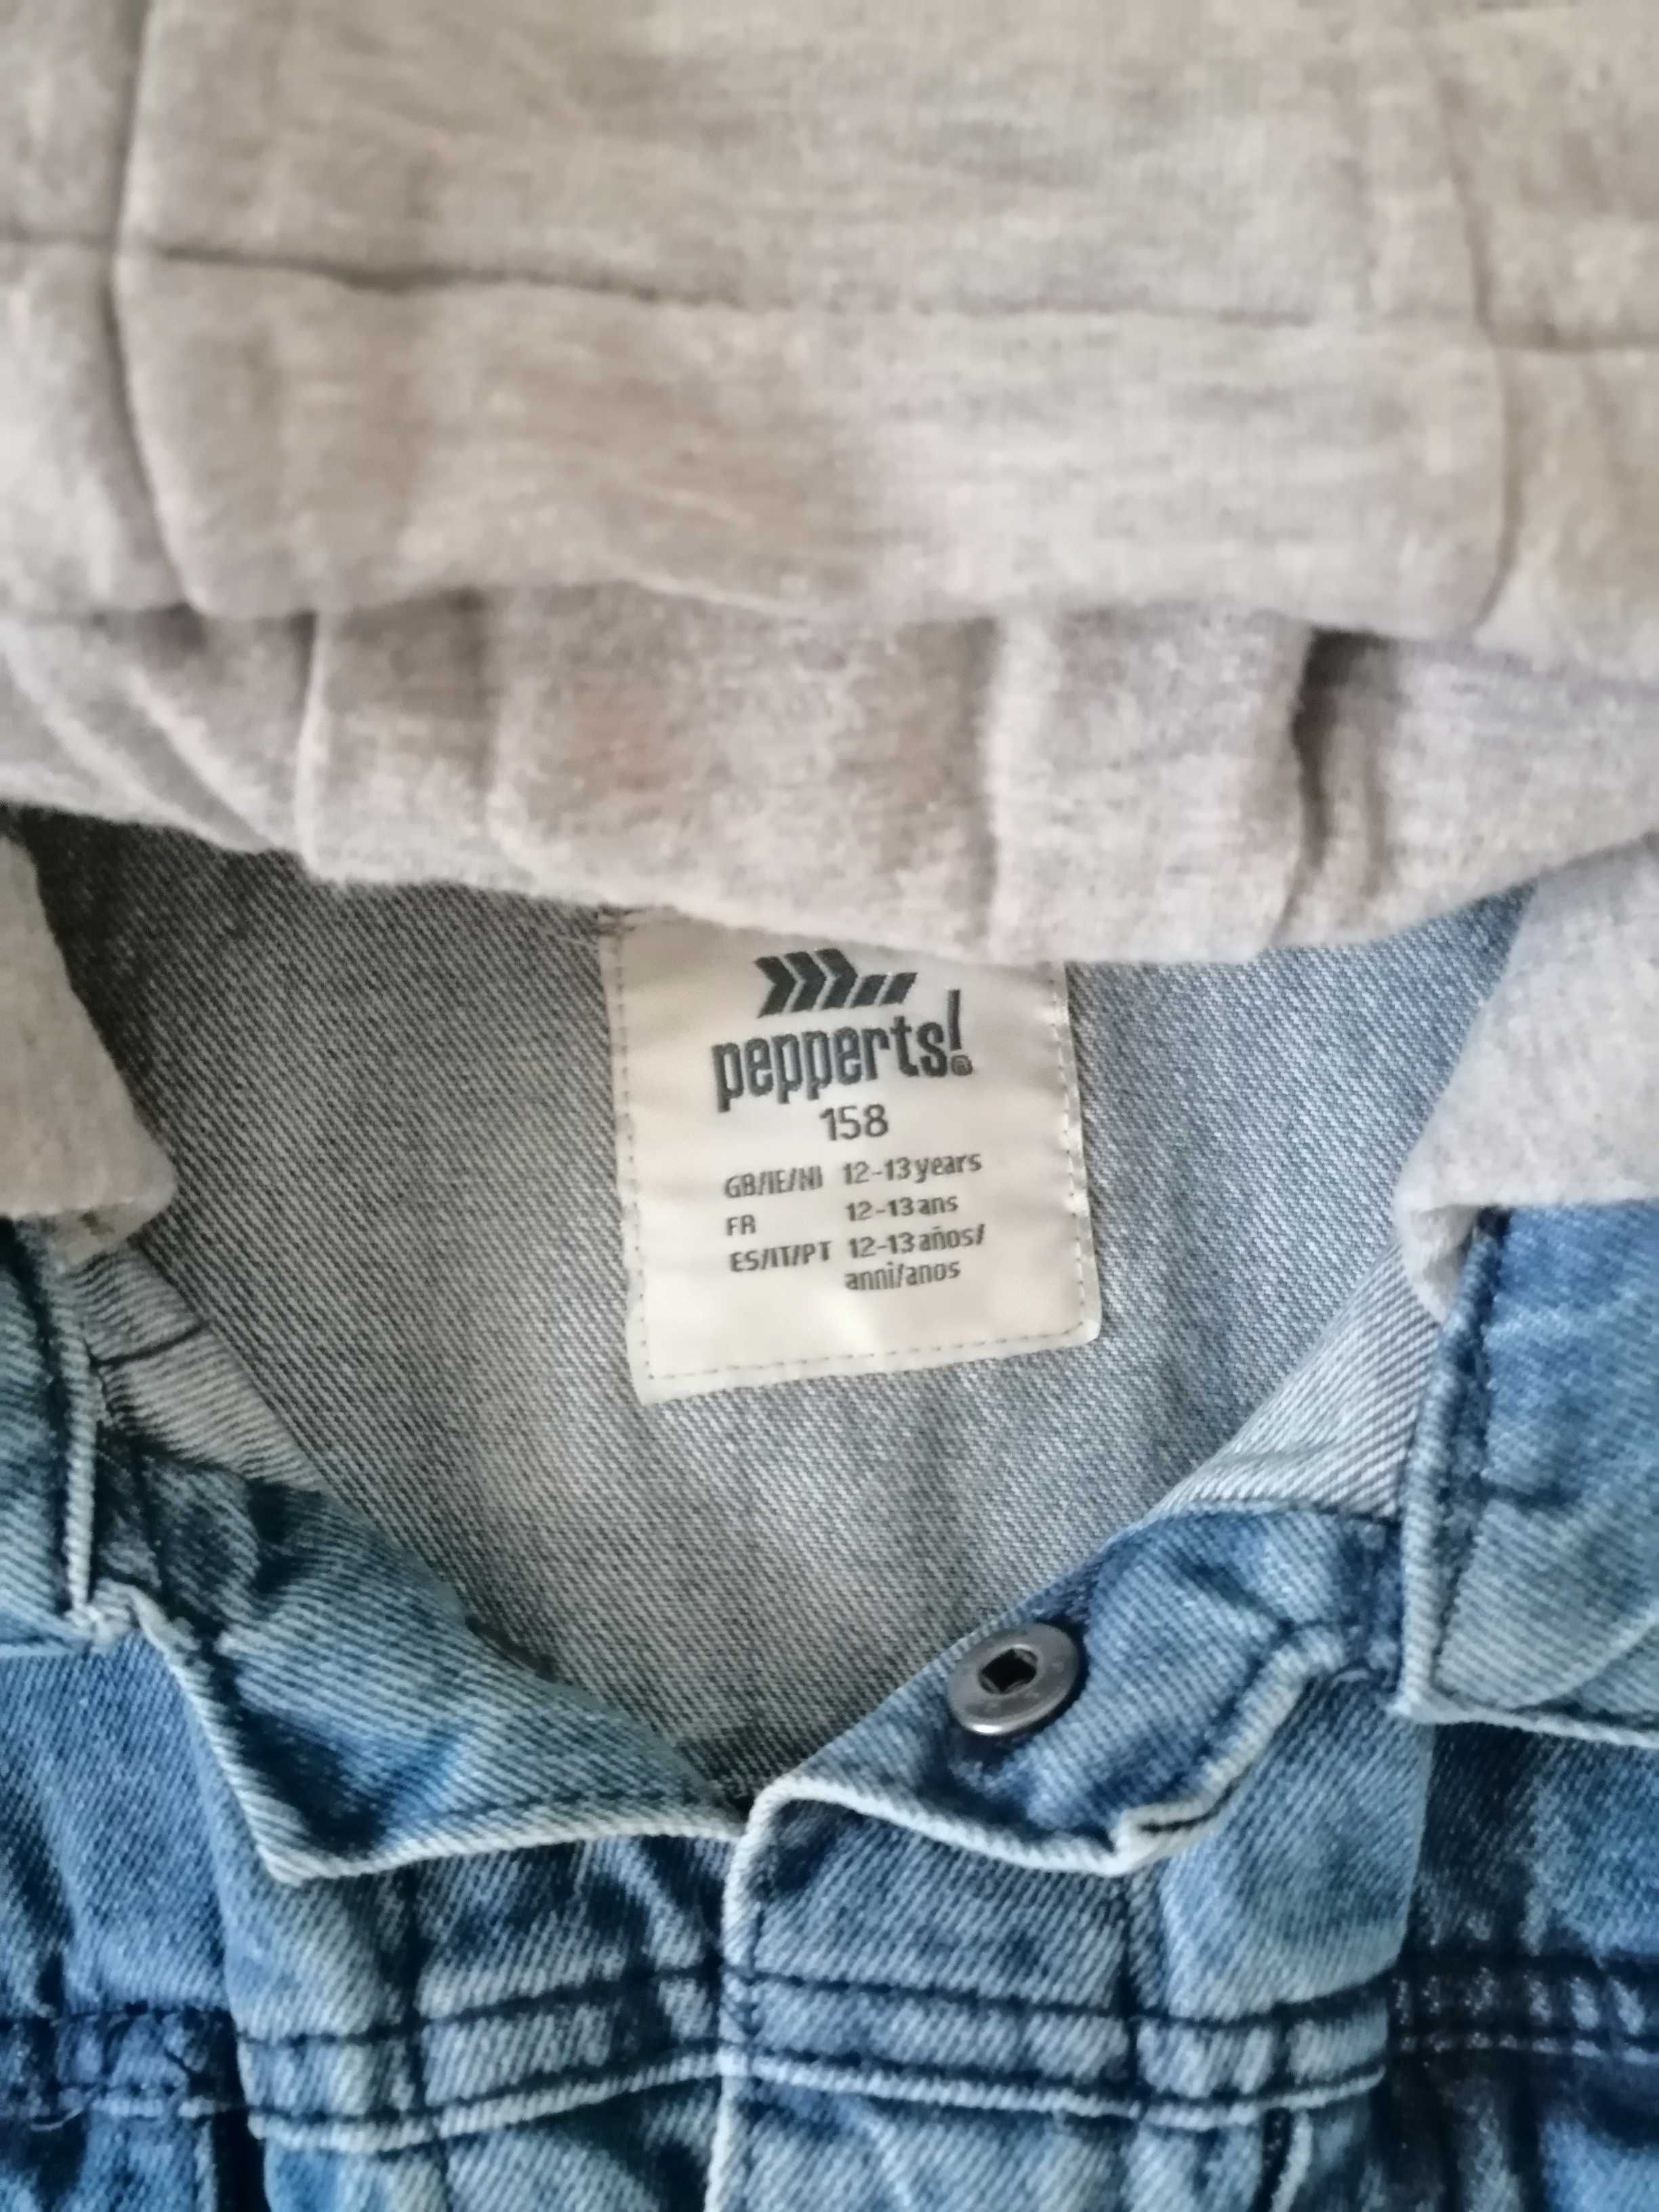 pepperts!®
158
GB/IE/NI 12-13 years
FR 12-13 ans
ES/IT/PT 12-13 años/
anni/anos